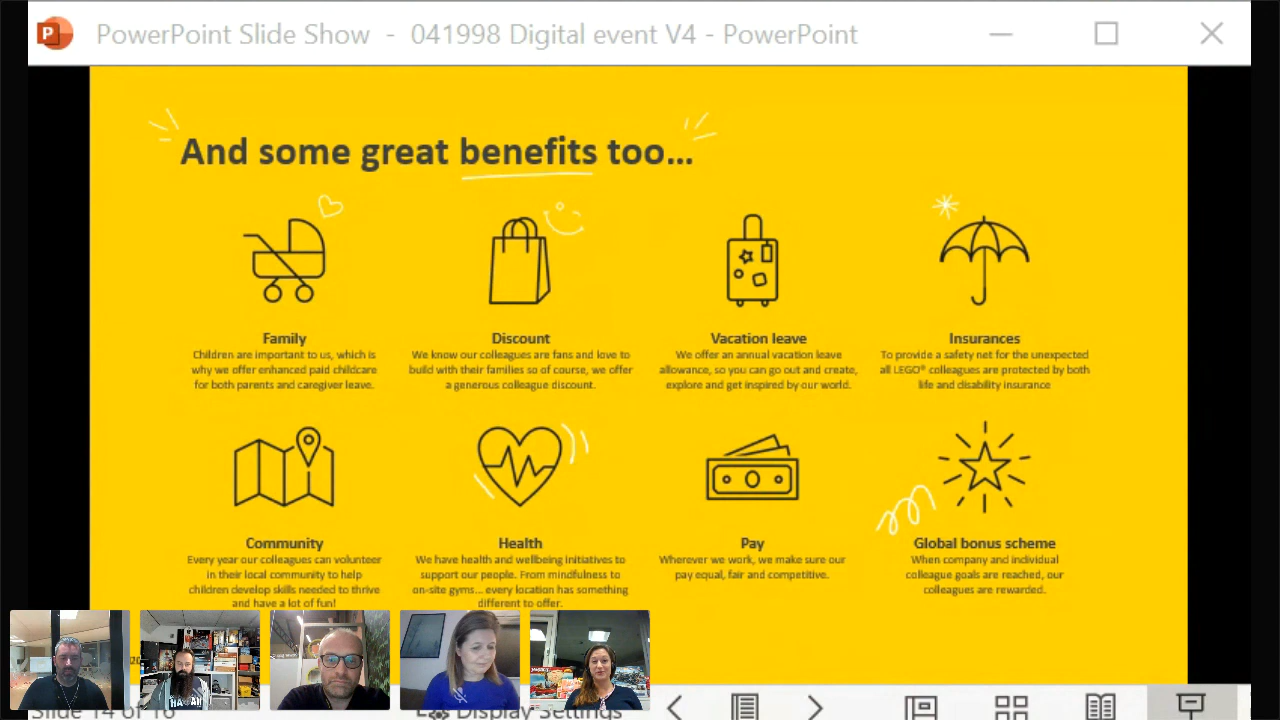 PowerPoint Slide Show - 041998 Digital event V4 - PowerPoint
And some great benefits too...
Family
Children are important to us, which is
why we offer enhanced paid childcare
for both parents and caregiver leave.
Discount
We know our colleagues are fans and love to
build with their families so of course, we offer
a generous colleague discount.
Vacation leave
We offer an annual vacation leave
allowance, so you can go out and create,
explore and get inspired by our world.
Insurances
To provide a safety net for the unexpected
all LEGO® colleagues are protected by both
life and disability insurance
Community
Every year our colleagues can volunteer
in their local community to help
children develop skills needed to thrive
and have a lot of fun!
Health
We have health and wellbeing initiatives to
support our people. From mindfulness to
on-site gyms... every location has something
different to offer.
Pay
Wherever we work, we make sure our
pay equal, fair and competitive.
Global bonus scheme
When company and individual
colleague goals are reached, our
colleagues are rewarded.
Slide 14 of 16
Display Settings